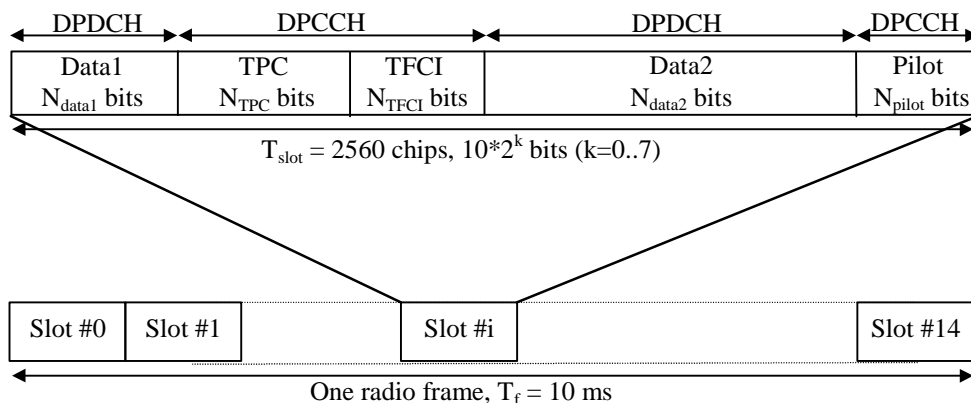 DPDCH DPCCH DPDCH DPCCH
Data1 TPC TFCI Data2 Pilot
N_data1 bits N_TPC bits N_TFCI bits N_data2 bits N_pilot bits
T_slot = 2560 chips, 10*2^k bits (k=0..7)
Slot #0 Slot #1 Slot #i Slot #14
One radio frame, T_f = 10 ms